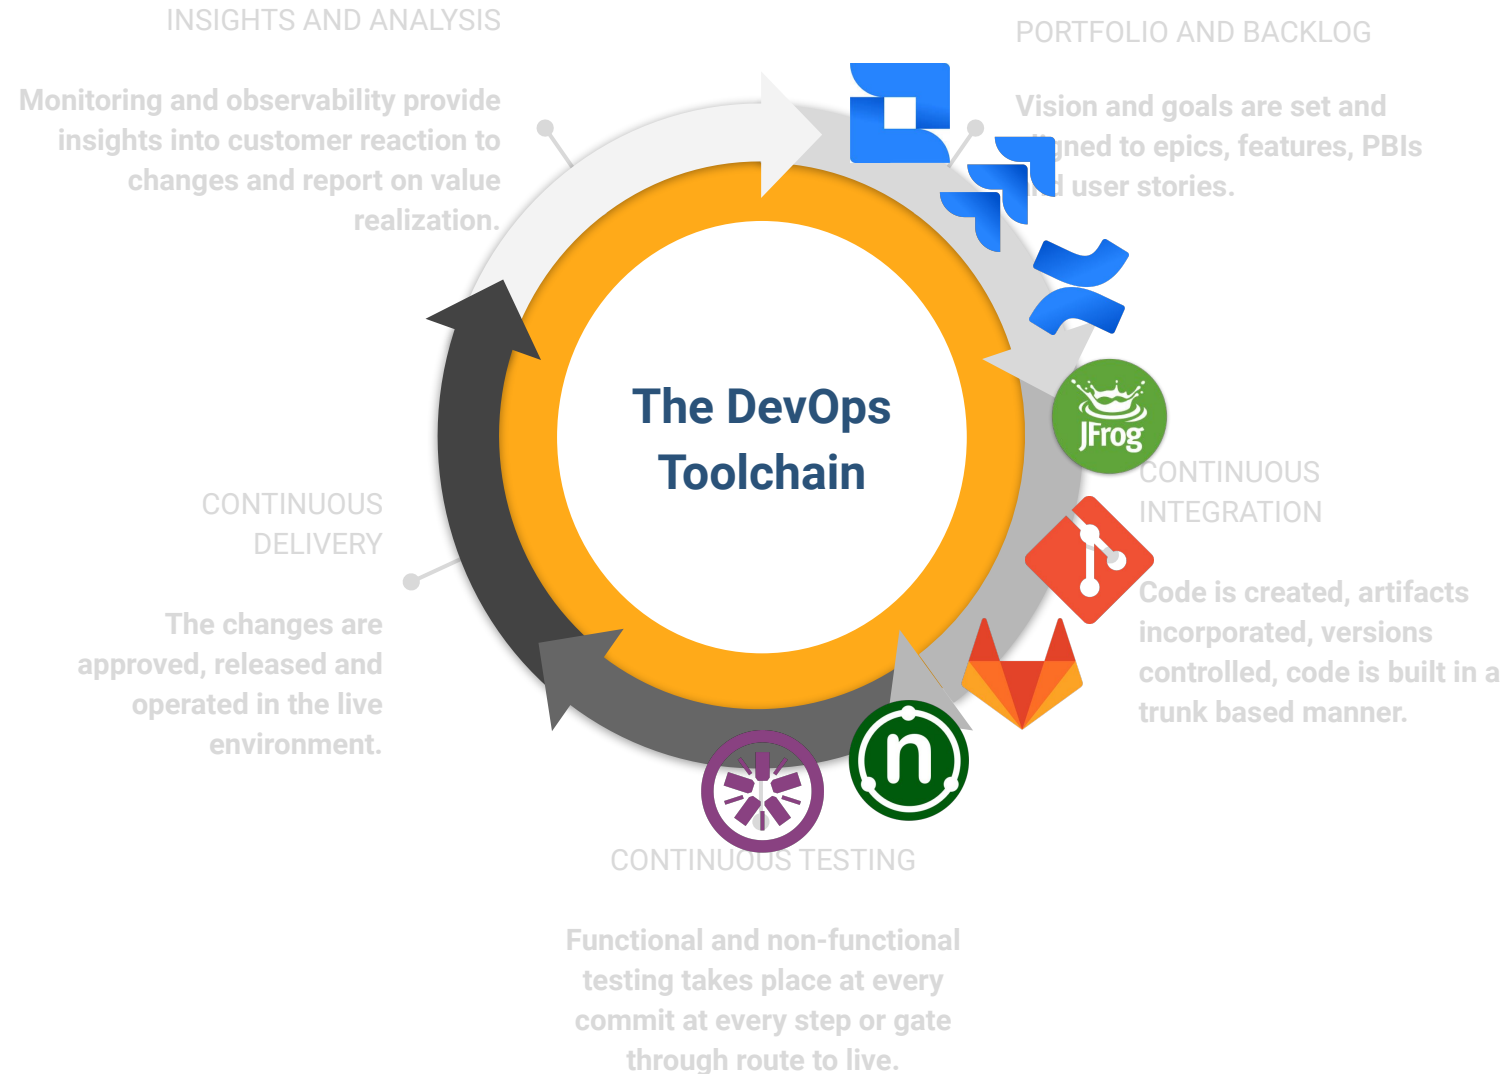 INSIGHTS AND ANALYSIS
Monitoring and observability provide
insights into customer reaction to
changes and report on value
realization.
PORTFOLIO AND BACKLOG
Vision and goals are set and
to epics, features, PBIs
user stories.
The DevOps
Toolchain
JFrog
CONTINUOUS
INTEGRATION
Code is created, artifacts
incorporated, versions
controlled, code is built in a
trunk based manner.
CONTINUOUS
DELIVERY
The changes are
approved, released and
operated in the live
environment.
n
CONTINUOUS TESTING
Functional and non-functional
testing takes place at every
commit at every step or gate
through route to live.